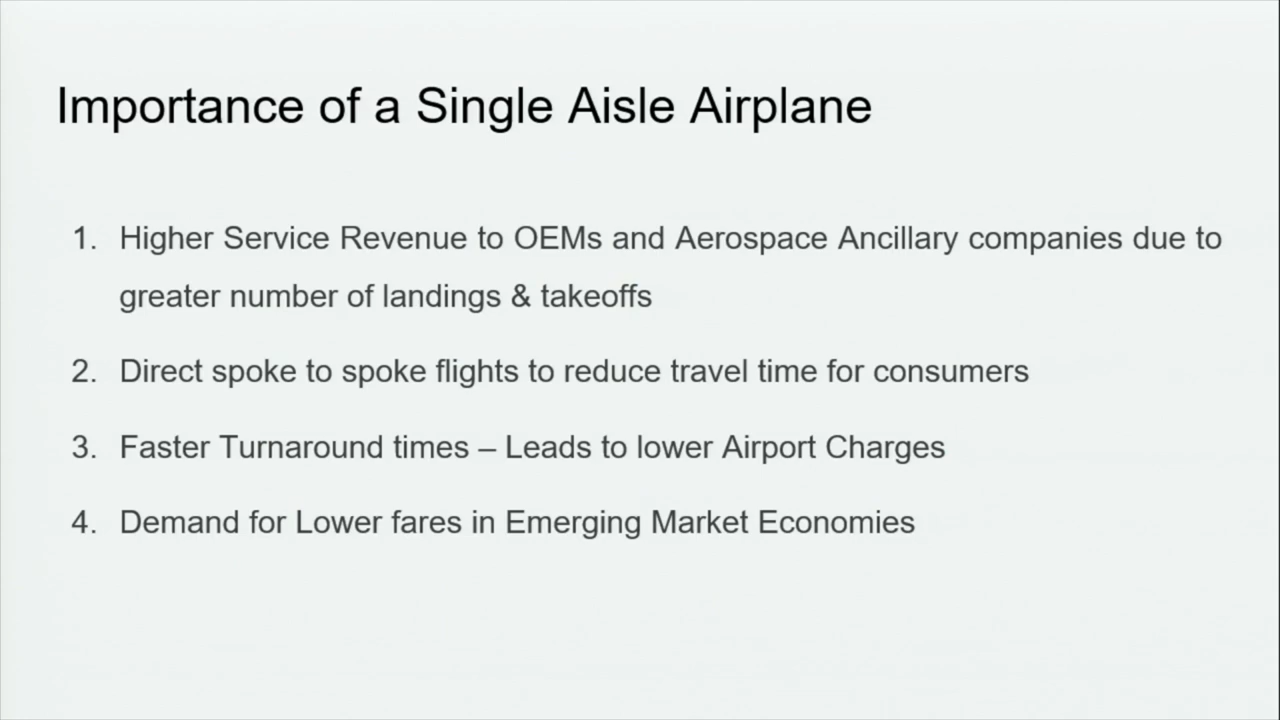 Importance of a Single Aisle Airplane
1. Higher Service Revenue to OEMs and Aerospace Ancillary companies due to
greater number of landings & takeoffs
2. Direct spoke to spoke flights to reduce travel time for consumers
3. Faster Turnaround times – Leads to lower Airport Charges
4. Demand for Lower fares in Emerging Market Economies